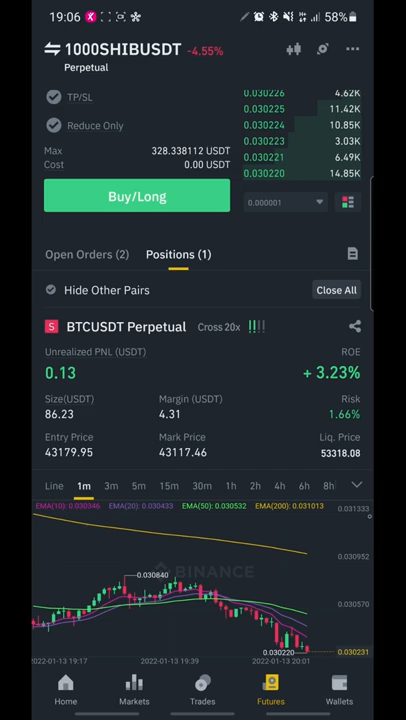 19:06 58%
1000SHIBUSDT -4.55%
Perpetual
0.030226 4.62K
TP/SL 0.030225 11.42K
Reduce Only 0.030224 10.85K
0.030223 3.03K
Max 328.338112 USDT
0.030221 6.49K
Cost 0.00 USDT
0.030220 14.85K
Buy/Long 0.000001
Open Orders (2) Positions (1)
Hide Other Pairs Close All
S BTCUSDT Perpetual Cross 20x
Unrealized PNL (USDT) ROE
0.13 + 3.23%
Size(USDT) Margin (USDT) Risk
86.23 4.31 1.66%
Entry Price Mark Price Liq. Price
43179.95 43117.46 53318.08
Line 1m 3m 5m 15m 30m 1h 2h 4h 6h 8h
EMA(10): 0.030346 EMA(20): 0.030433 EMA(50): 0.030532 EMA(200): 0.031013
0.031333
0.030952
BINANCE
0.030840
0.030570
0.030220 0.030231
2022-01-13 19:17 2022-01-13 19:39 2022-01-13 20:01
Home Markets Trades Futures Wallets